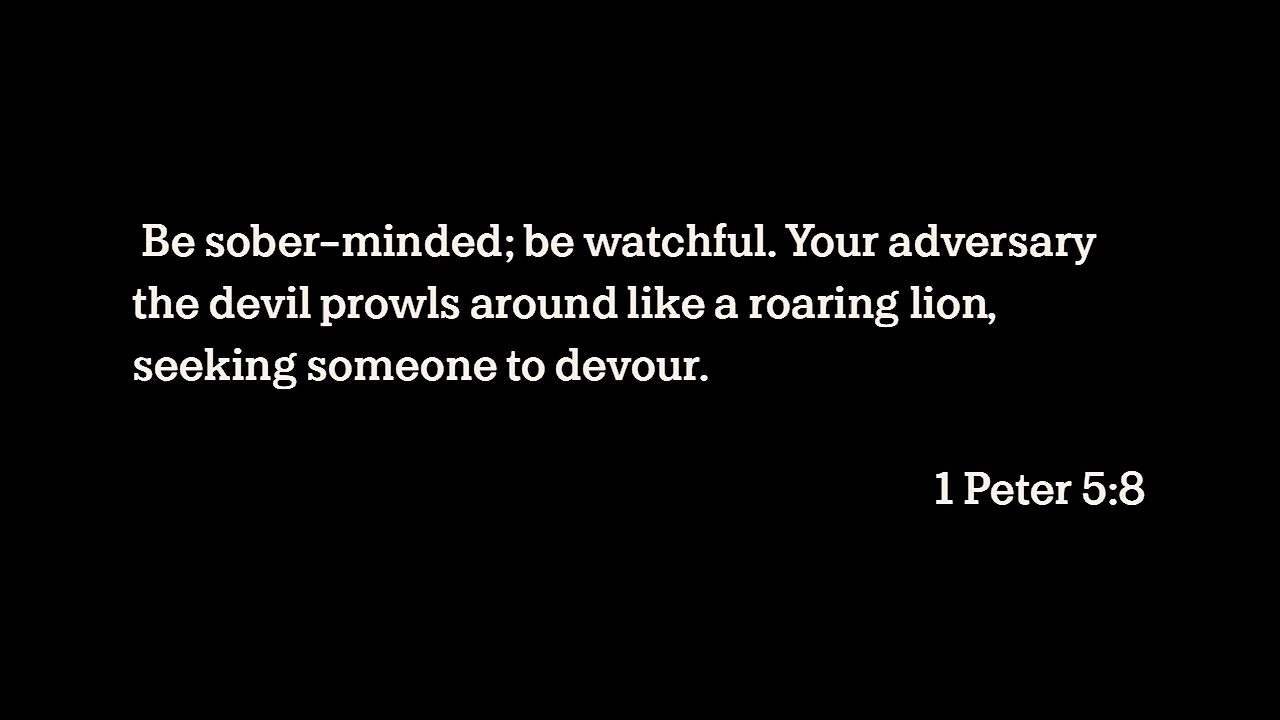 Be sober-minded; be watchful. Your adversary
the devil prowls around like a roaring lion,
seeking someone to devour.
1 Peter 5:8